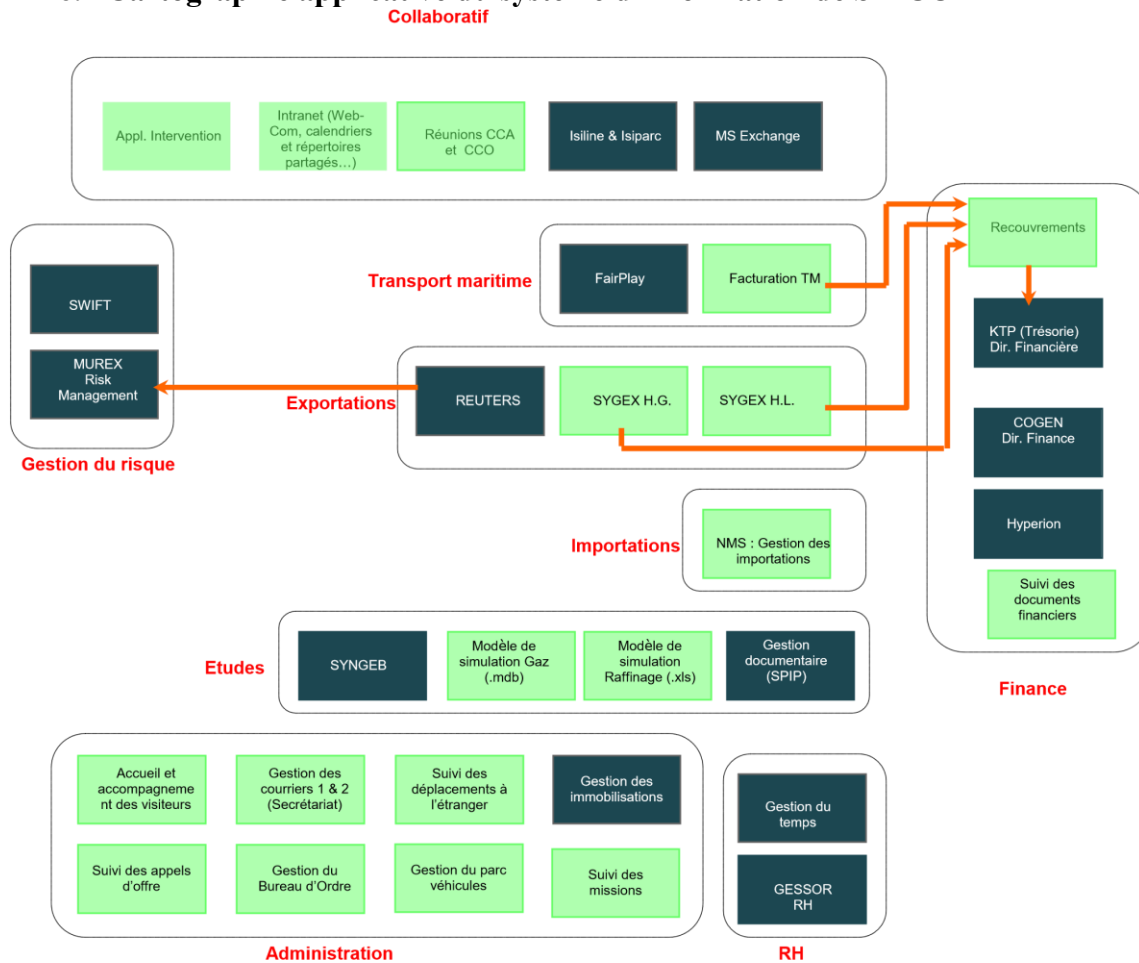 Collaboratif
Appl. Intervention
Intranet (Web-
Com, calendriers
et répertoires
partagés…)
Réunions CCA
et CCO
Isiline & Isiparc
MS Exchange
Recouvrements
Transport maritime
FairPlay
Facturation TM
SWIFT
MUREX
Risk
Management
Gestion du risque
KTP (Trésorie)
Dir. Financière
Exportations
REUTERS
SYGEX H.G.
SYGEX H.L.
COGEN
Dir. Finance
Hyperion
Importations
NMS : Gestion des
importations
Suivi des
documents
financiers
Finance
Etudes
SYNGEB
Modèle de
simulation Gaz
(.mdb)
Modèle de
simulation
Raffinage (.xls)
Gestion
documentaire
(SPIP)
Accueil et
accompagneme
nt des visiteurs
Gestion des
courriers 1 & 2
(Secrétariat)
Suivi des
déplacements à
l’étranger
Gestion des
immobilisations
Suivi des appels
d’offre
Gestion du
Bureau d’Ordre
Gestion du parc
véhicules
Suivi des
missions
Administration
Gestion du
temps
GESSOR
RH
RH